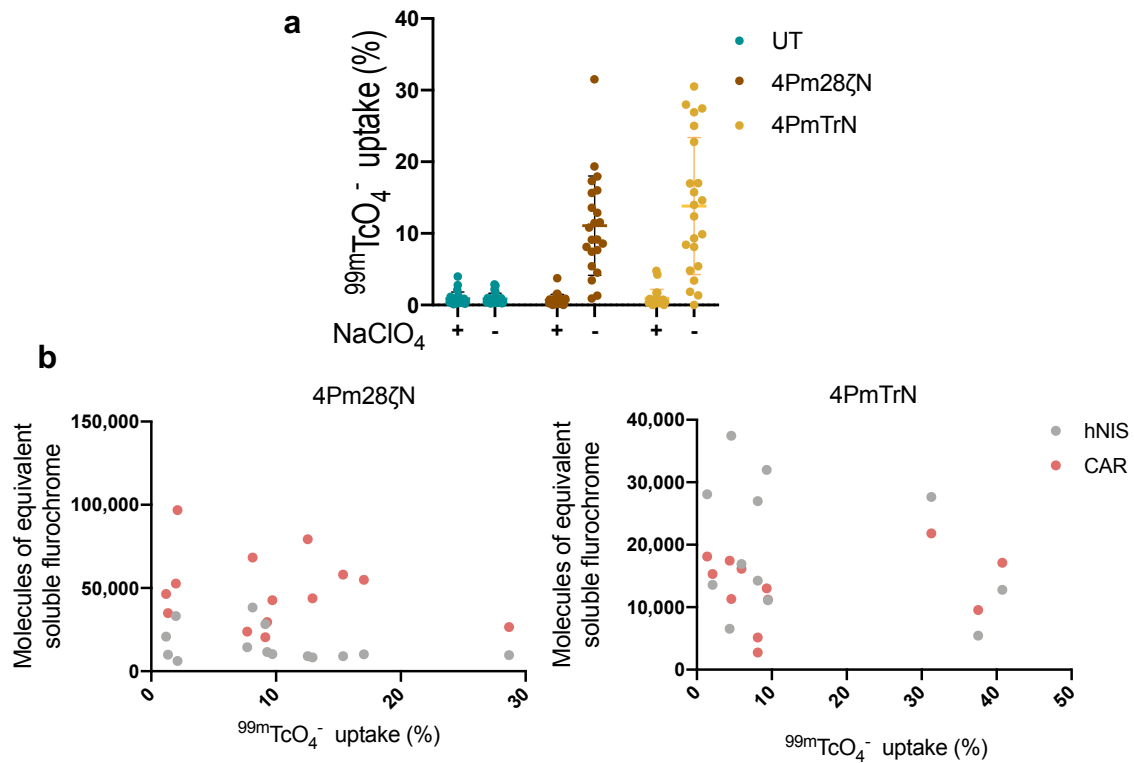 a
40
30
20
10
0
⁹⁹ᵐTcO₄⁻ uptake (%)
NaClO₄
+ - + - + -
UT
4Pm28ζN
4PmTrN
b
4Pm28ζN
150,000
100,000
50,000
0
Molecules of equivalent
soluble flurochrome
0 10 20 30
⁹⁹ᵐTcO₄⁻ uptake (%)
4PmTrN
40,000
30,000
20,000
10,000
0
Molecules of equivalent
soluble flurochrome
0 10 20 30 40 50
⁹⁹ᵐTcO₄⁻ uptake (%)
hNIS
CAR